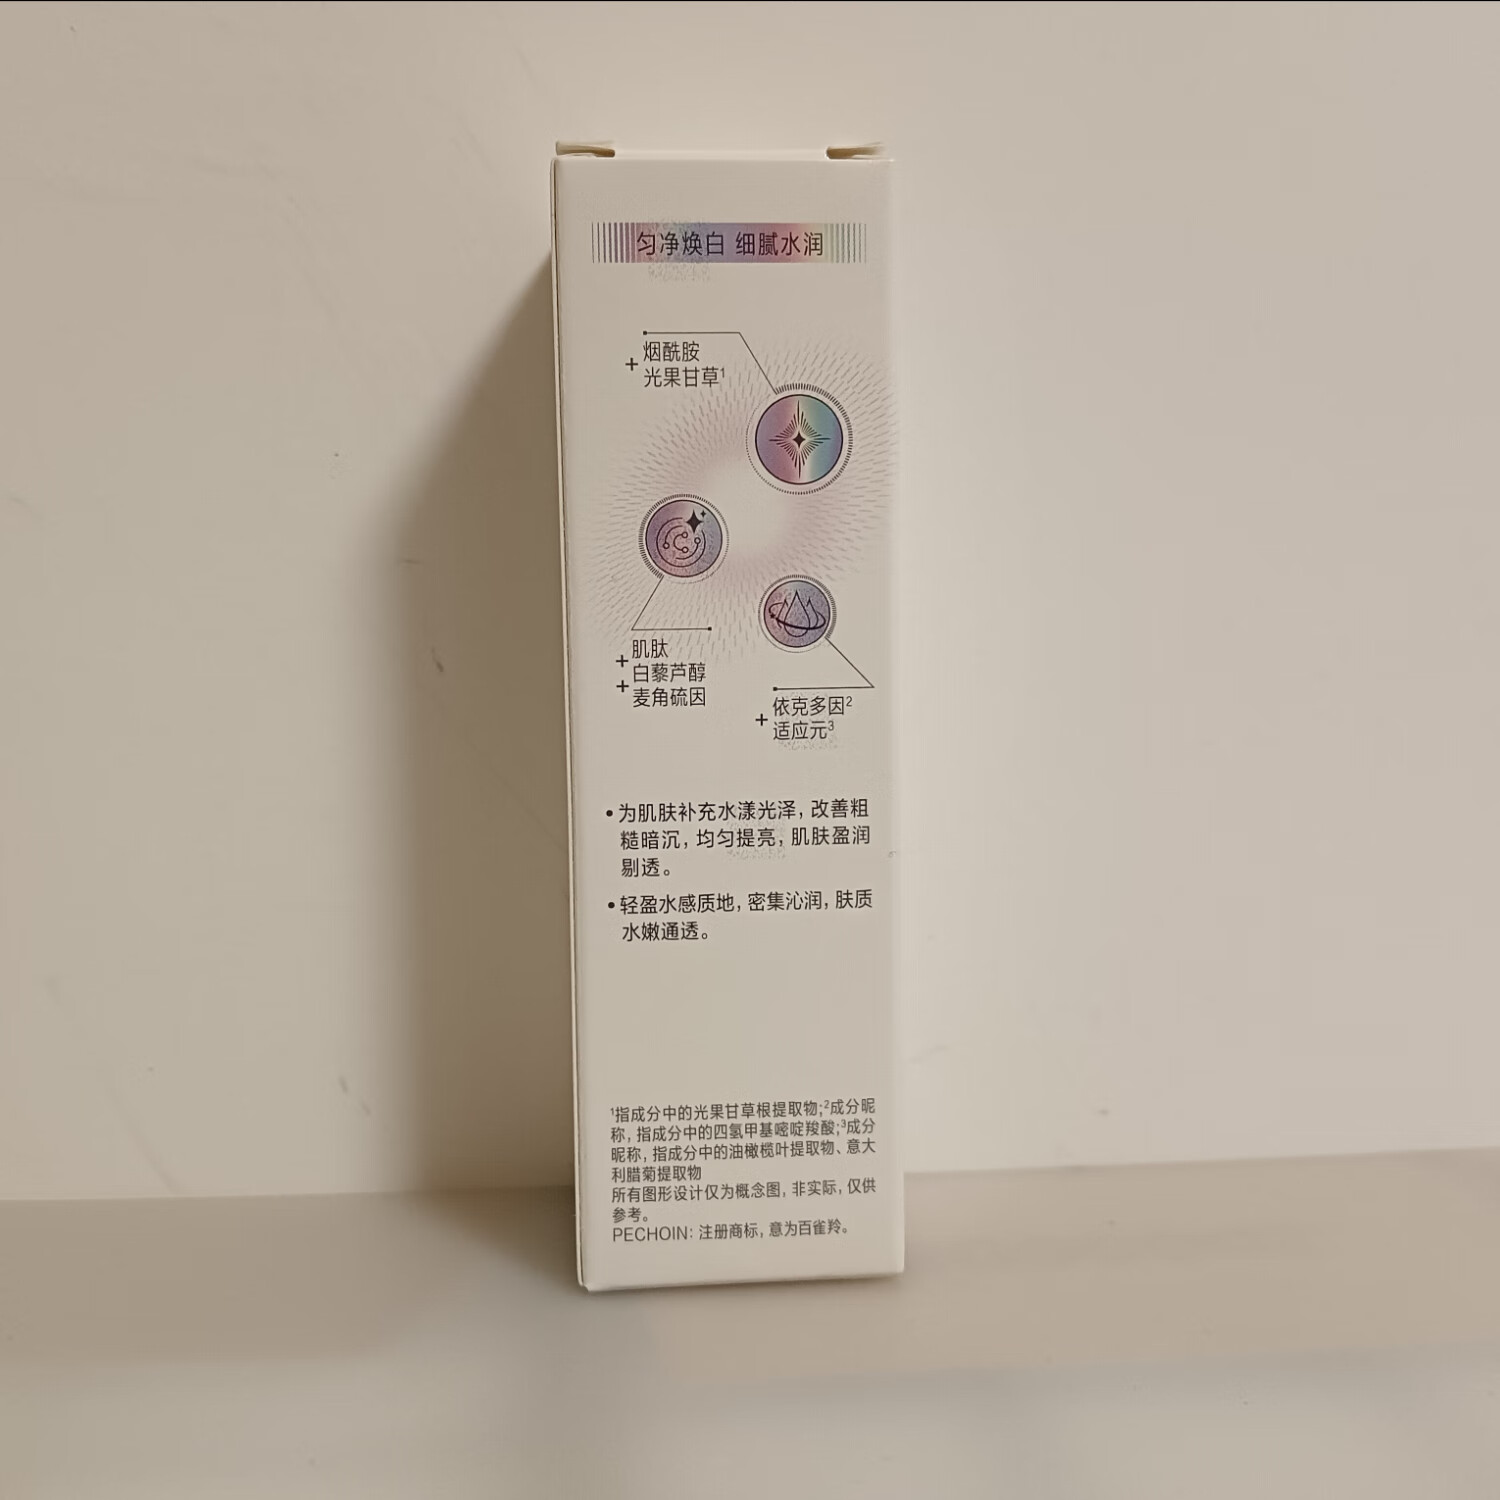 匀净焕白 细腻水润
烟酰胺
+
光果甘草¹
肌肽
+
白藜芦醇
+
麦角硫因
依克多因²
+
适应元³
•为肌肤补充水漾光泽，改善粗
糙暗沉，均匀提亮，肌肤盈润
剔透。
•轻盈水感质地，密集沁润，肤质
水嫩通透。
¹指成分中的光果甘草根提取物;²成分昵
称，指成分中的四氢甲基嘧啶羧酸;³成分
昵称，指成分中的油橄榄叶提取物、意大
利腊菊提取物
所有图形设计仅为概念图，非实际，仅供
参考。
PECHOIN：注册商标，意为百雀羚。